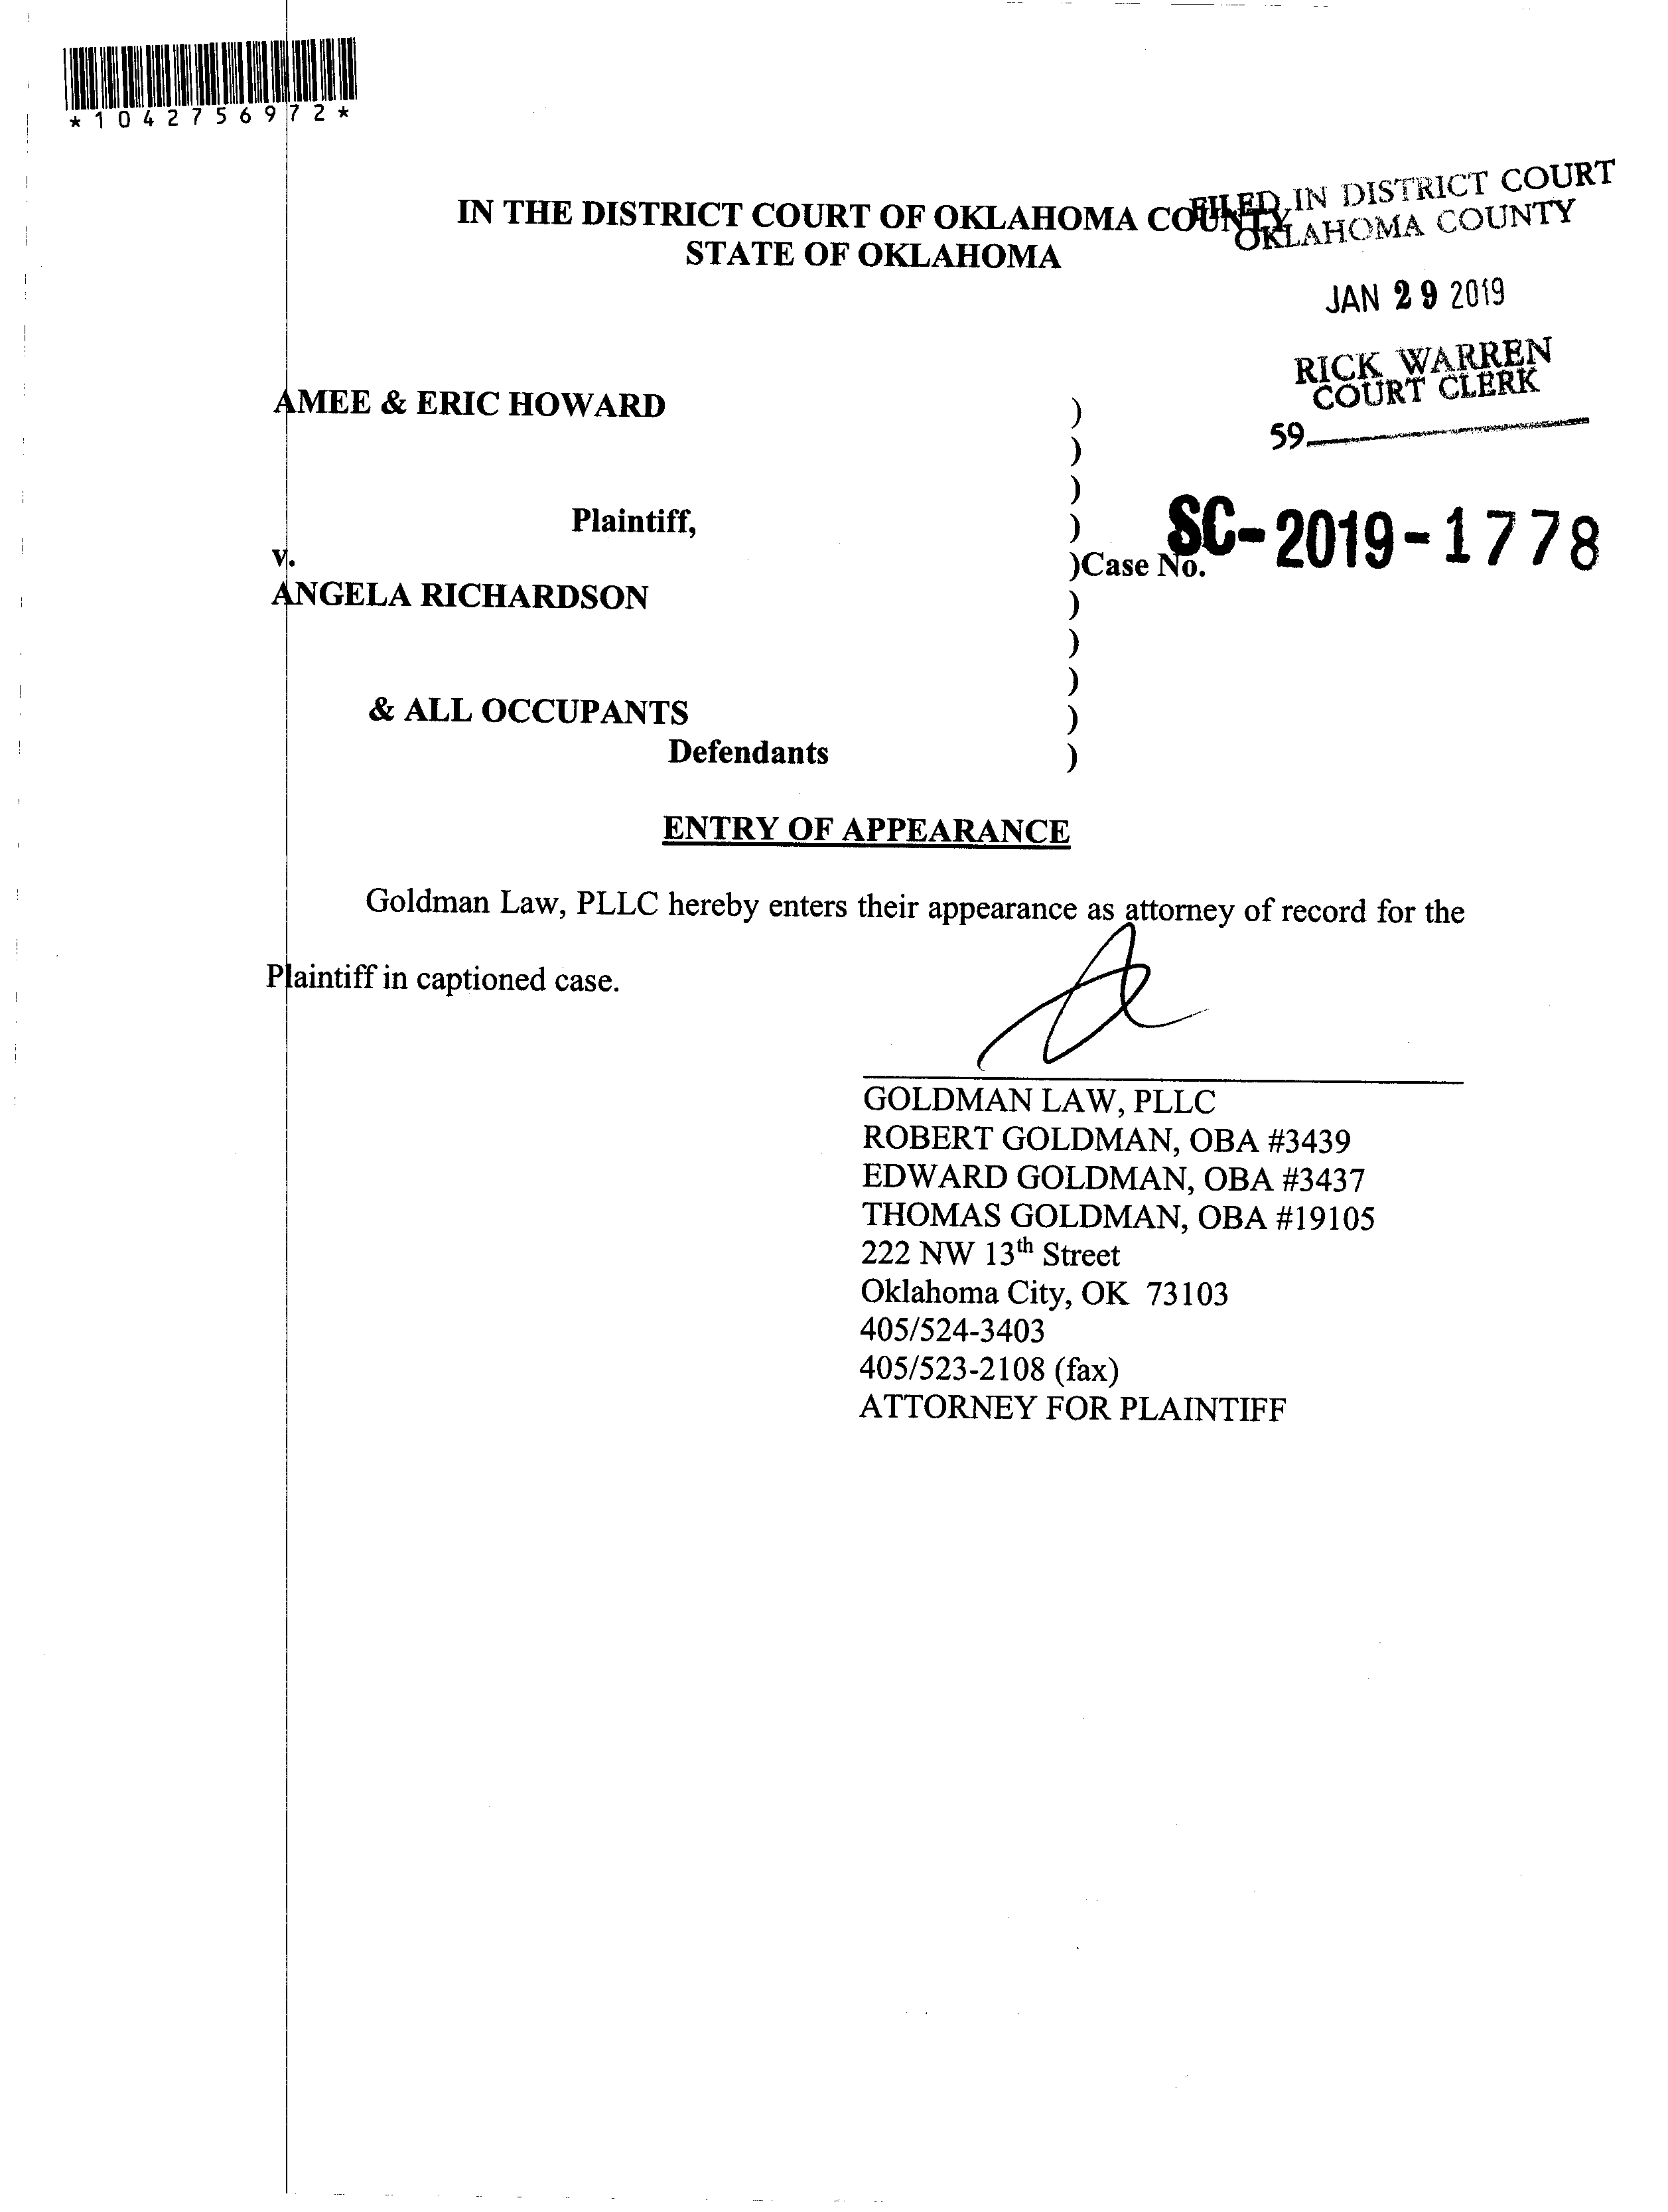 *1042756972*
IN THE DISTRICT COURT OF OKLAHOMA COUNTY
STATE OF OKLAHOMA
FILED IN DISTRICT COURT
OKLAHOMA COUNTY
JAN 29 2019
RICK WARREN
COURT CLERK
59
AMEE & ERIC HOWARD )
)
)
Plaintiff, )
v. )Case No. SC-2019-1778
ANGELA RICHARDSON )
)
)
& ALL OCCUPANTS )
Defendants )
ENTRY OF APPEARANCE
Goldman Law, PLLC hereby enters their appearance as attorney of record for the
Plaintiff in captioned case.
GOLDMAN LAW, PLLC
ROBERT GOLDMAN, OBA #3439
EDWARD GOLDMAN, OBA #3437
THOMAS GOLDMAN, OBA #19105
222 NW 13th Street
Oklahoma City, OK 73103
405/524-3403
405/523-2108 (fax)
ATTORNEY FOR PLAINTIFF